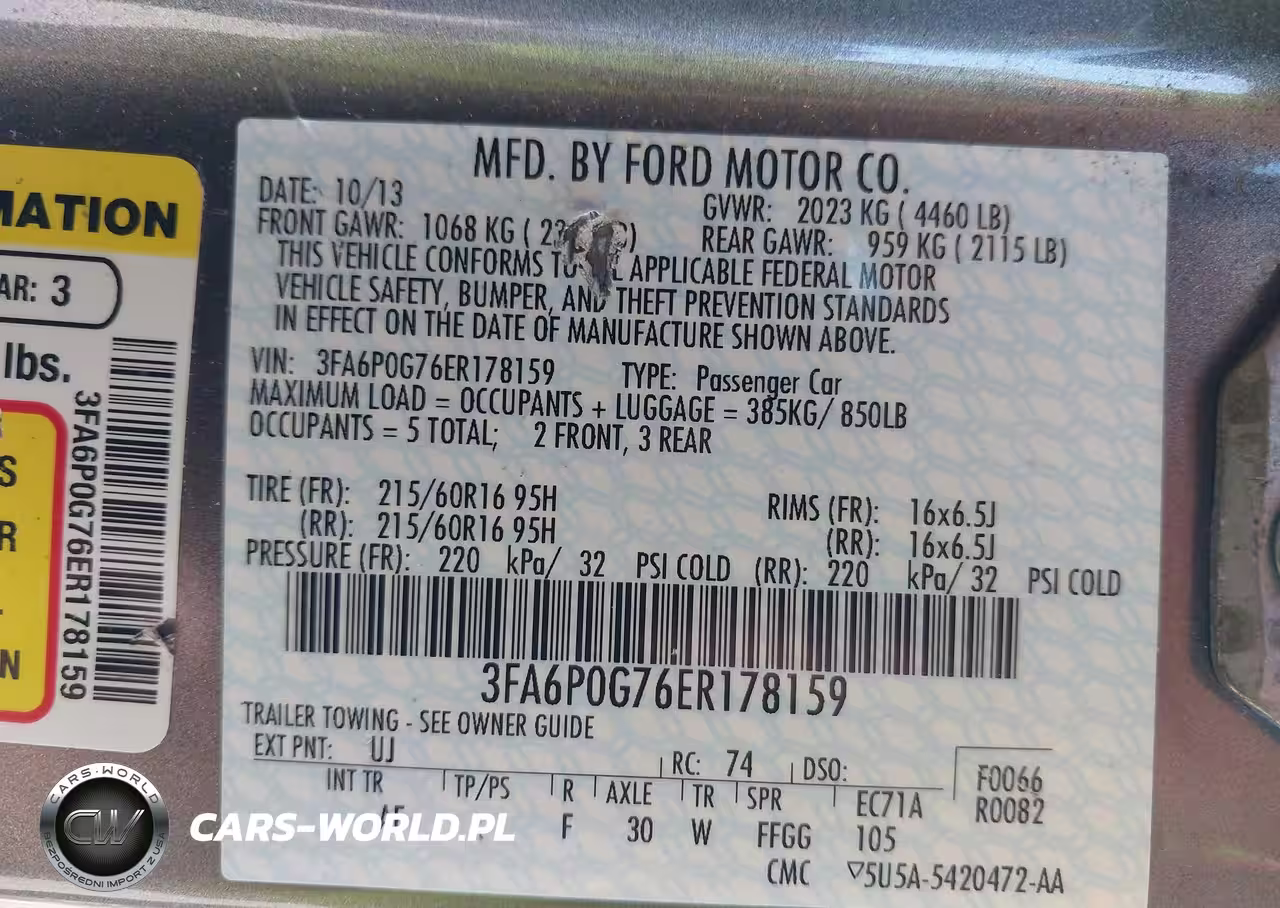 MATION
AR: 3
lbs.
S
R
N
3FA6P0G76ER178159
MFD. BY FORD MOTOR CO.
DATE: 10/13
GVWR: 2023 KG ( 4460 LB)
FRONT GAWR: 1068 KG (
REAR GAWR: 959 KG ( 2115 LB)
THIS VEHICLE CONFORMS APPLICABLE FEDERAL MOTOR
VEHICLE SAFETY, BUMPER, AND THEFT PREVENTION STANDARDS
IN EFFECT ON THE DATE OF MANUFACTURE SHOWN ABOVE.
VIN: 3FA6P0G76ER178159 TYPE: Passenger Car
MAXIMUM LOAD = OCCUPANTS + LUGGAGE = 385KG/ 850LB
OCCUPANTS = 5 TOTAL; 2 FRONT, 3 REAR
TIRE (FR): 215/60R16 95H RIMS (FR): 16x6.5J
(RR): 215/60R16 95H (RR): 16x6.5J
PRESSURE (FR): 220 kPa/ 32 PSI COLD (RR): 220 kPa/ 32 PSI COLD
3FA6P0G76ER178159
TRAILER TOWING - SEE OWNER GUIDE
EXT PNT: UJ RC: 74 DSO: F0066
R0082
INT TR TP/PS R AXLE TR SPR EC71A
F 30 W FFGG 105
CMC ▽5U5A-5420472-AA
CARS-WORLD
CW
BEZPOŚREDNI IMPORT Z USA
CARS-WORLD.PL